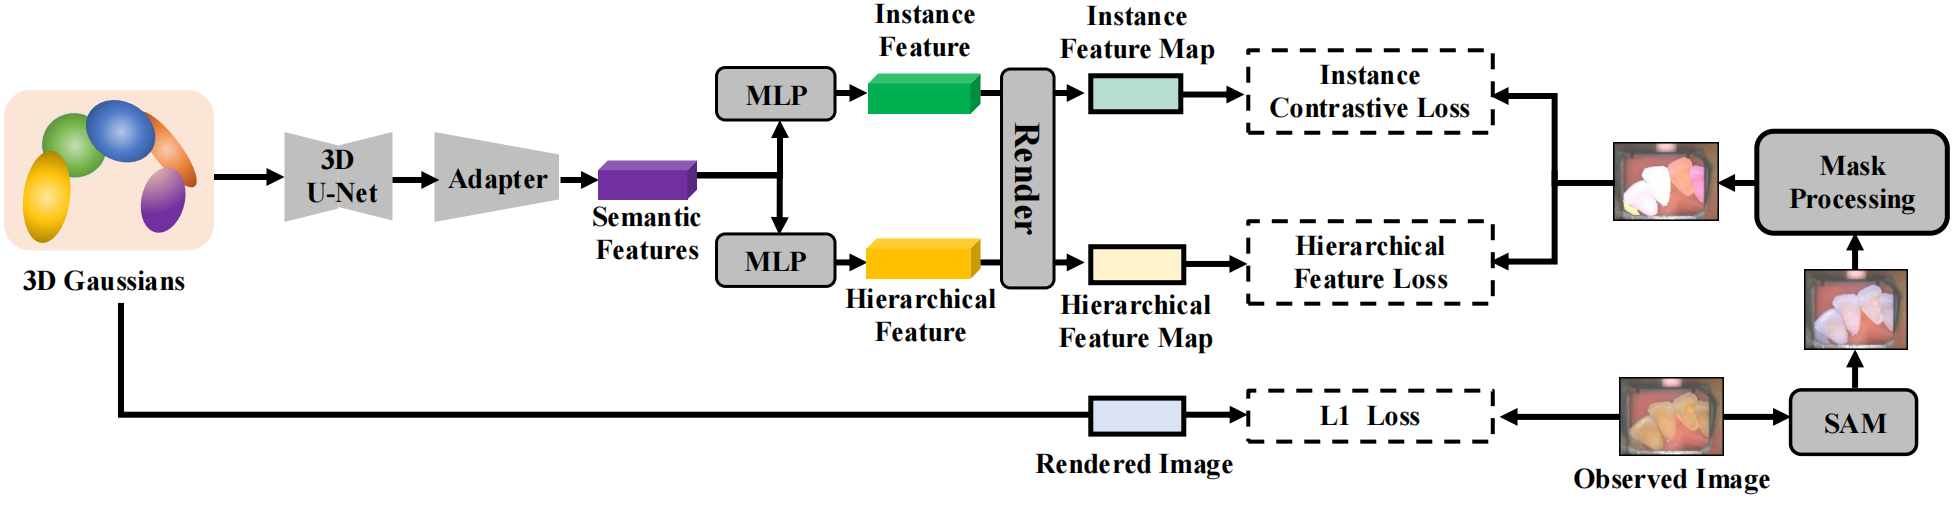 Instance
Feature
Instance
Feature Map
MLP
Instance
Contrastive Loss
3D
U-Net
Adapter
Render
Mask
Processing
Semantic
Features
MLP
Hierarchical
Feature Loss
3D Gaussians
Hierarchical
Feature
Hierarchical
Feature Map
L1 Loss
SAM
Rendered Image
Observed Image